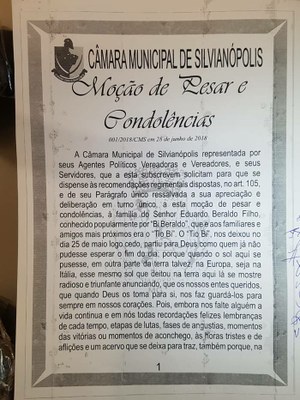 CÂMARA MUNICIPAL DE SILVIANÓPOLIS
Moção de Pesar e
Condolências
001/2018/CMS em 25 de junho de 2018
A Câmara Municipal de Silvianópolis representada por
seus Agentes Políticos Vereadoras e Vereadores, e seus
Servidores, que a esta subscrevem solicitam para que se
dispense as recomendações regimentais dispostas, no art. 105,
e de seu Parágrafo único ressalvada a sua apreciação e
deliberação em turno único, a esta moção de pesar e
condolências, à família do Senhor Eduardo Beraldo Filho,
conhecido popularmente por "Bi Beraldo", que e aos familiares e
amigos mais próximos era o "Tio Bi". O "Tio Bi", nos deixou no
dia 25 de maio logo cedo, partiu para Deus como quem já não
pudesse esperar o fim do dia, porque quando o sol aqui se
pusesse, em outra parte da terra talvez, na Europa, seja na
Itália, esse mesmo sol que deitou na terra aqui lá se mostre
radioso e triunfante anunciando, que os nossos entes queridos,
que quando Deus os toma para si, nos faz guardá-los para
sempre em nossos corações. Pois, embora nos falte alguém a
vida continua e em nós todas recordações felizes lembranças
de cada tempo, etapas de lutas, fases de angustias, momentos
das vitórias ou momentos de aconchego, às horas tristes e de
aflições e um acervo que se deixa para traz, também porque, na
1